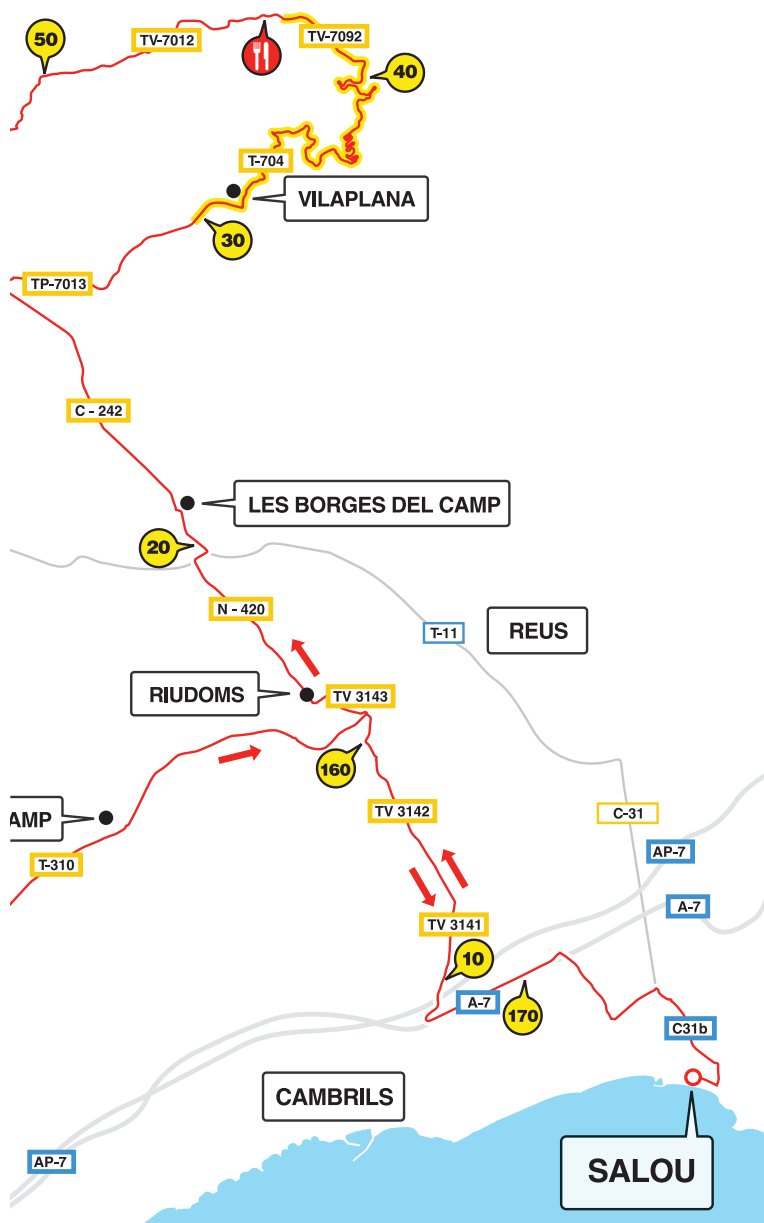 50
TV-7012
TV-7092
40
T-704
VILAPLANA
30
TP-7013
C - 242
LES BORGES DEL CAMP
20
N - 420
T-11
REUS
RIUDOMS
TV 3143
160
AMP
TV 3142
C-31
AP-7
T-310
A-7
TV 3141
10
A-7
170
C31b
CAMBRILS
AP-7
SALOU